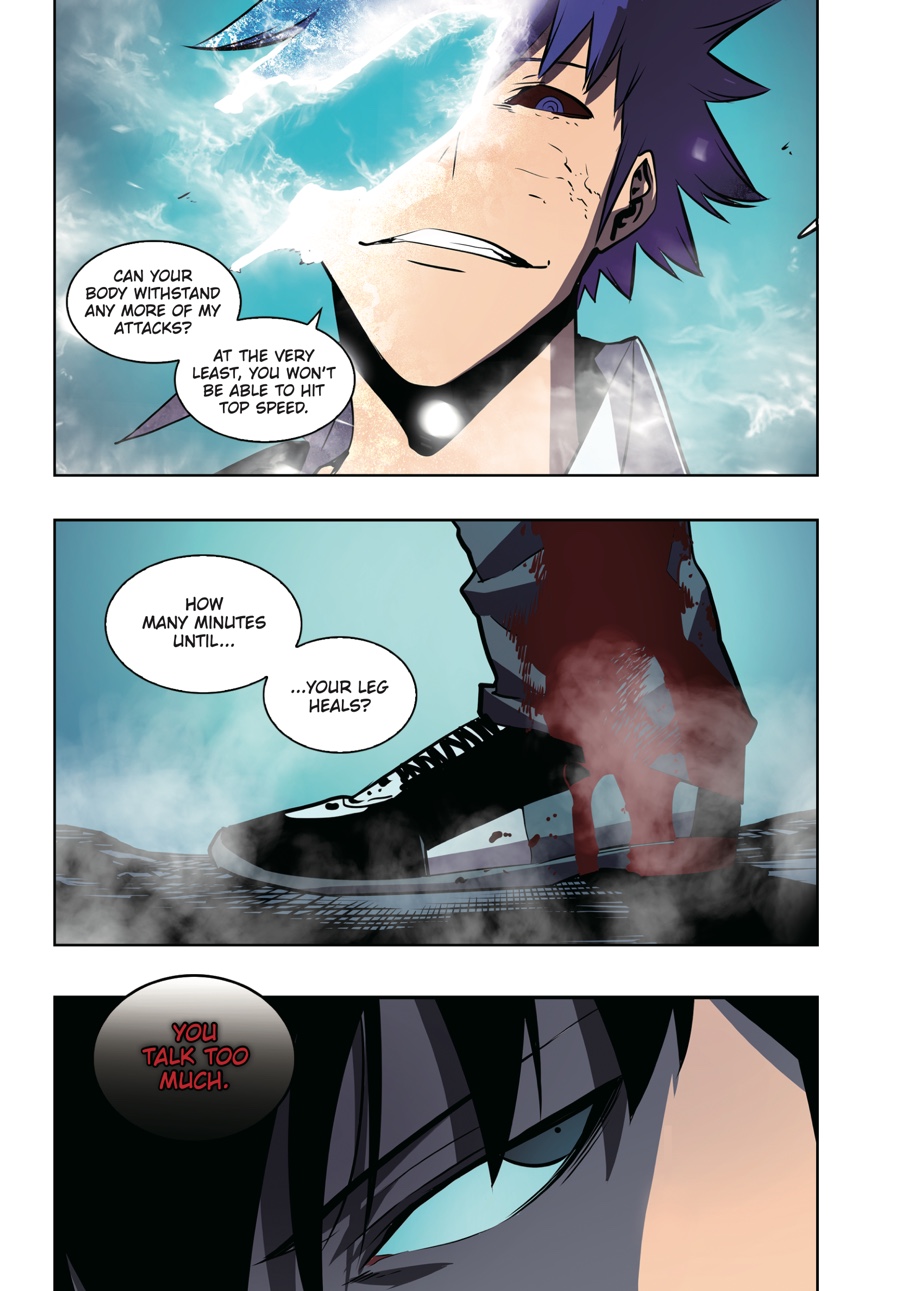 CAN YOUR
BODY WITHSTAND
ANY MORE OF MY
ATTACKS?
AT THE VERY
LEAST, YOU WON'T
BE ABLE TO HIT
TOP SPEED.
HOW
MANY MINUTES
UNTIL...
...YOUR LEG
HEALS?
YOU
TALK TOO
MUCH.